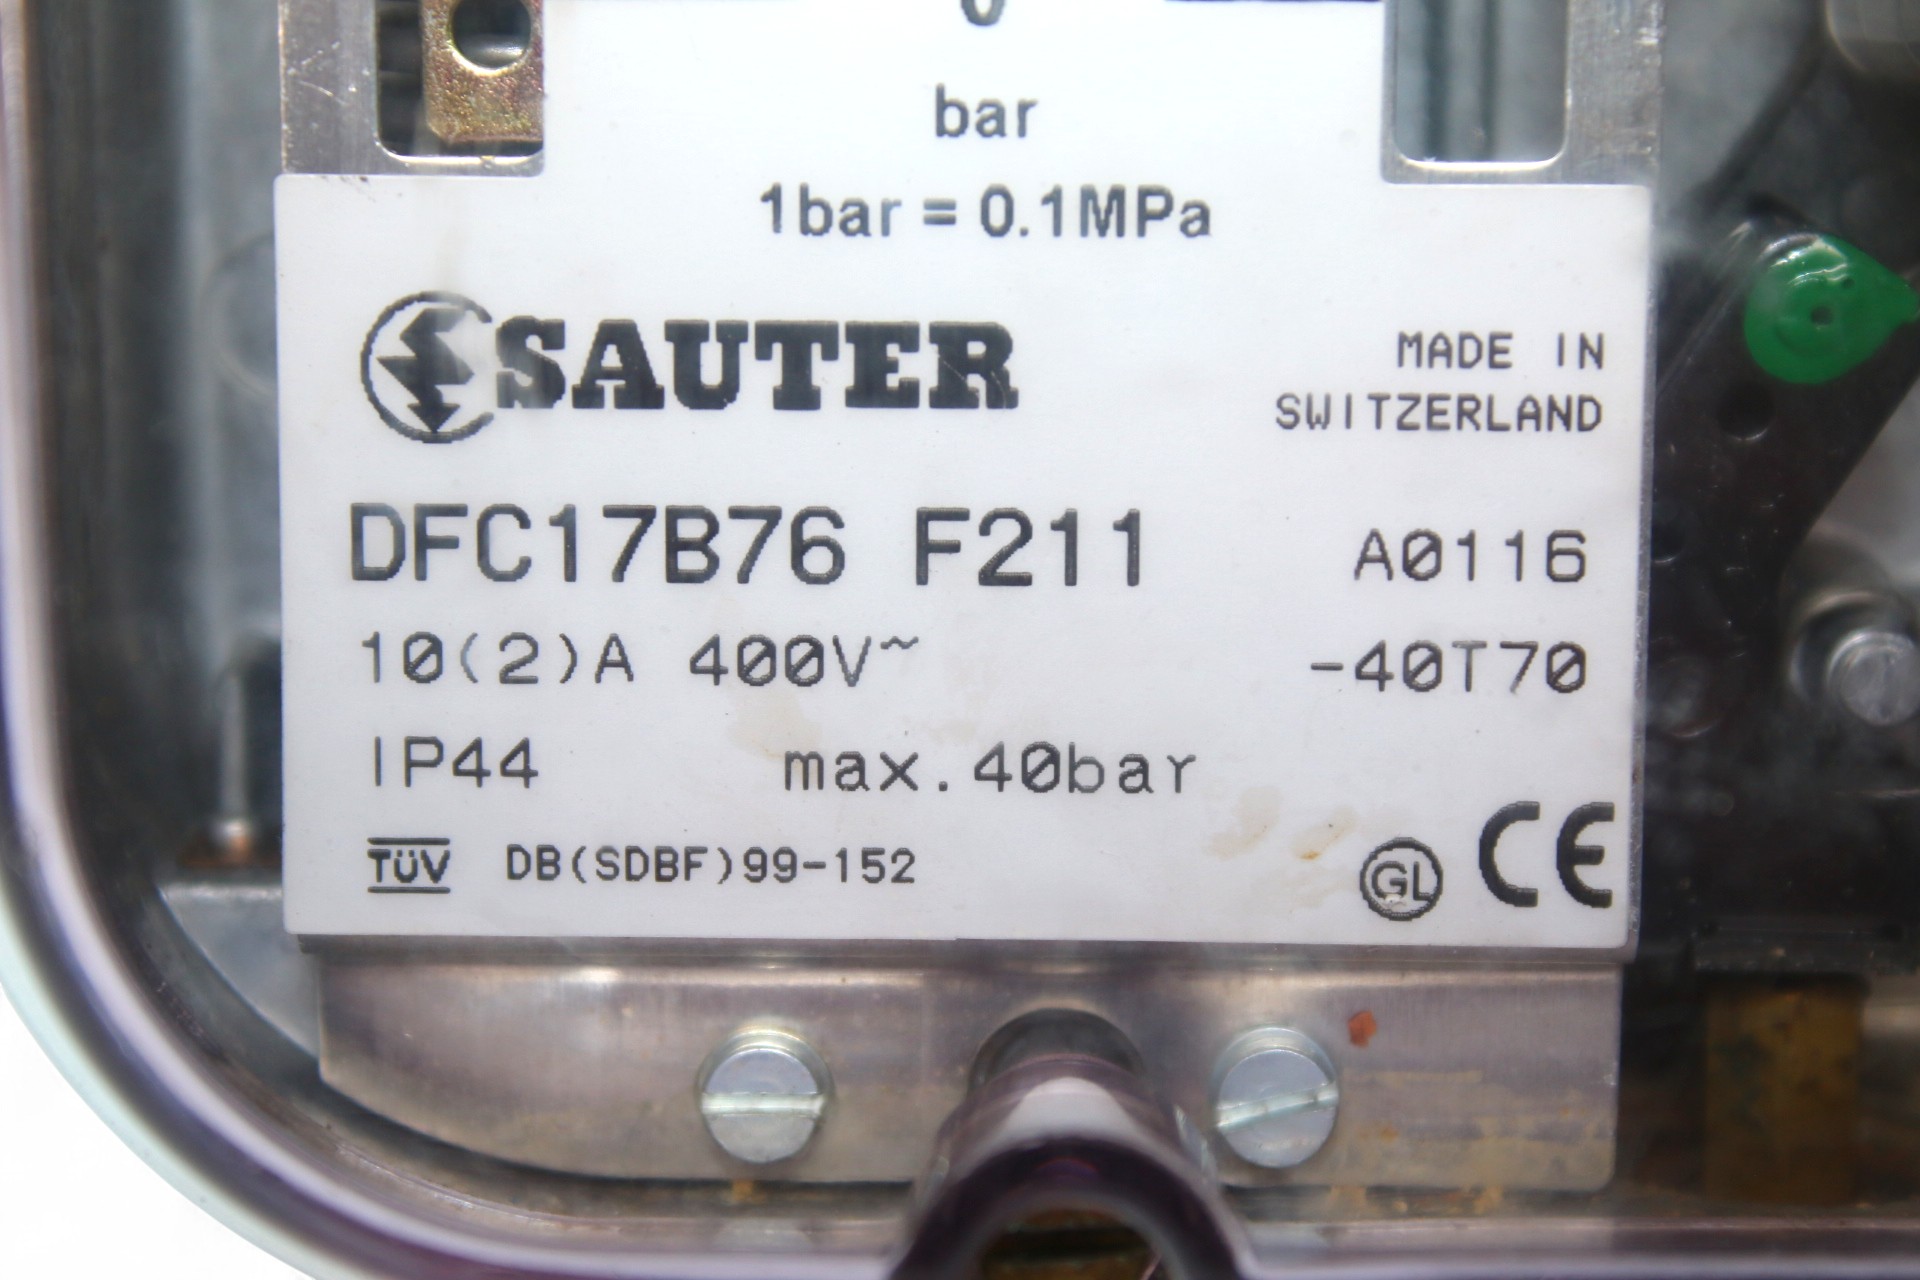 0
bar
1bar = 0.1MPa
SAUTER
MADE IN
SWITZERLAND
DFC17B76 F211 A0116
10(2)A 400V~ -40T70
IP44 max.40bar
TÜV DB(SDBF)99-152 GL CE